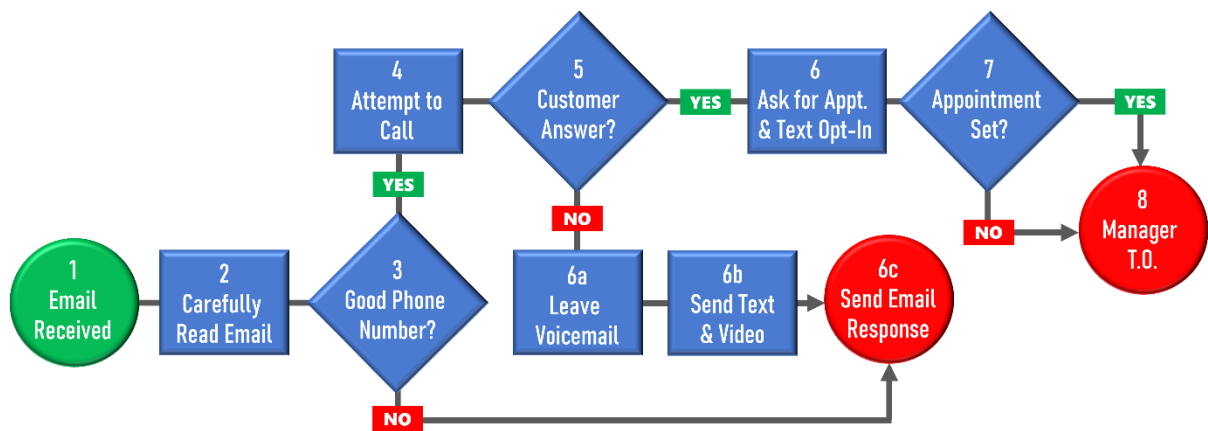 1
Email
Received
2
Carefully
Read Email
3
Good Phone
Number?
YES
NO
4
Attempt to
Call
5
Customer
Answer?
YES
NO
6
Ask for Appt.
& Text Opt-In
7
Appointment
Set?
YES
NO
8
Manager
T.O.
6a
Leave
Voicemail
6b
Send Text
& Video
6c
Send Email
Response